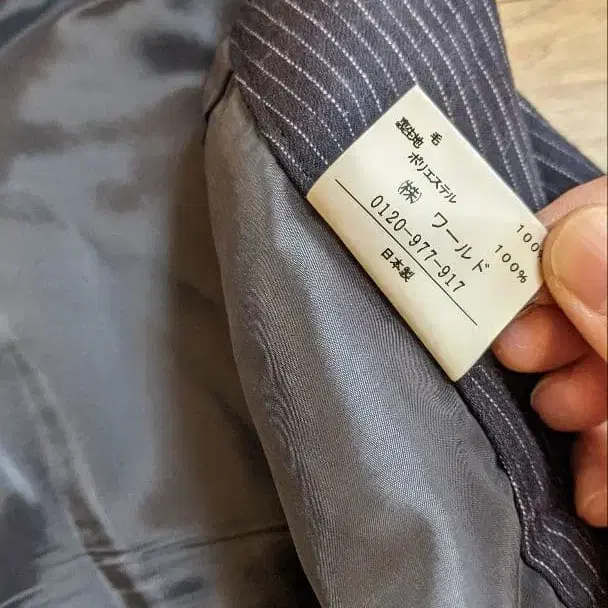 毛 100%
裏生地 ポリエステル 100%
㈱ ワールド
0120-977-917
日本製